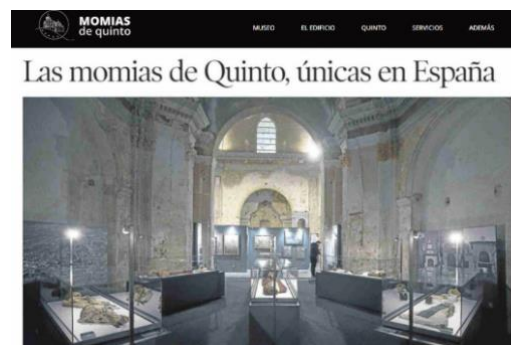 MOMIAS
de quinto
MUSEO EL EDIFICIO QUINTO SERVICIOS ADEMÁS
Las momias de Quinto, únicas en España